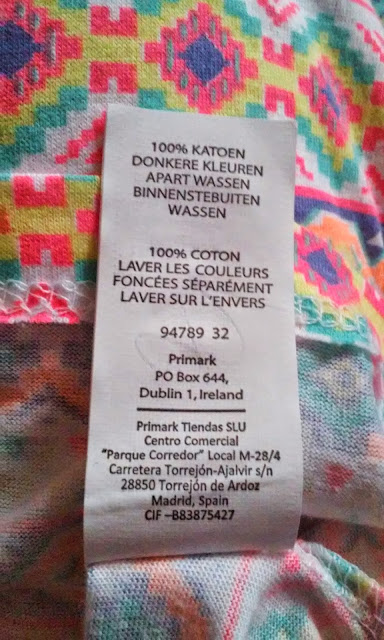 100% KATOEN
DONKERE KLEUREN
APART WASSEN
BINNENSTEBUITEN
WASSEN
100% COTON
LAVER LES COULEURS
FONCÉES SÉPARÉMENT
LAVER SUR L'ENVERS
94789 32
Primark
PO Box 644,
Dublin 1, Ireland
Primark Tiendas SLU
Centro Comercial
"Parque Corredor" Local M-28/4
Carretera Torrejón-Ajalvir s/n
28850 Torrejón de Ardoz
Madrid, Spain
CIF –B83875427